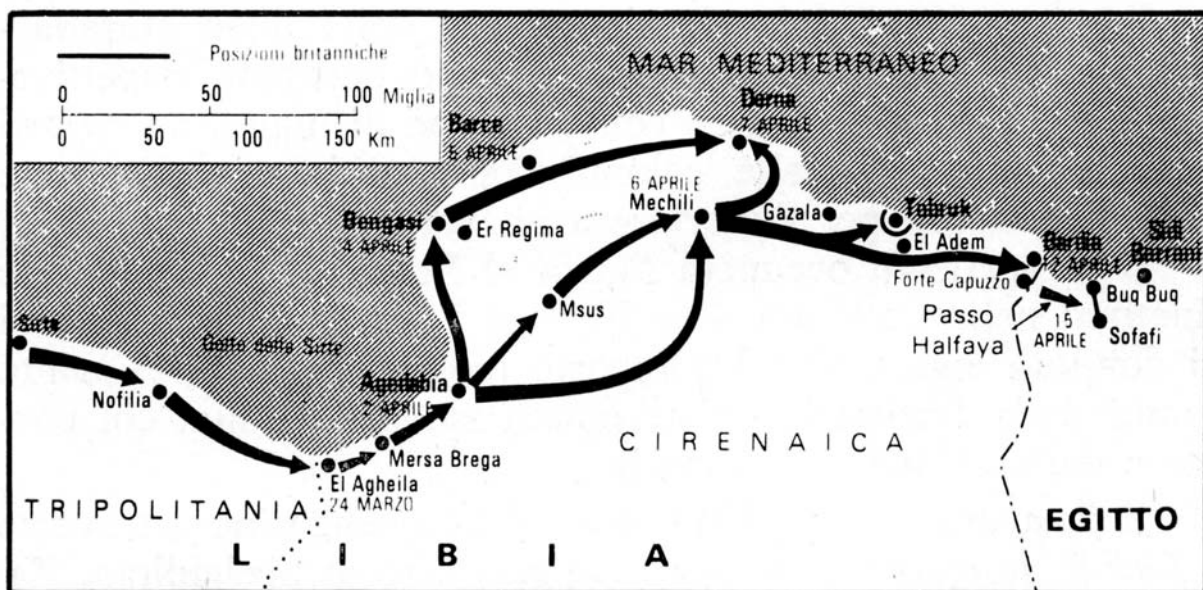 Posizioni britanniche
0 50 100 Miglia
0 50 100 150 Km
MAR MEDITERRANEO
Derna
7 APRILE
Barce
5 APRILE
6 APRILE
Mechili
Bengasi
4 APRILE
Er Regima
Gazala
Tobruk
El Adem
Bardia
12 APRILE
Sidi
Barrani
Forte Capuzzo
Buq Buq
Msus
Passo
Halfaya
15
APRILE
Sofafi
Sirte
Golfo della Sirte
Nofilia
Agedabia
2 APRILE
Mersa Brega
El Agheila
24 MARZO
CIRENAICA
TRIPOLITANIA
EGITTO
LIBIA